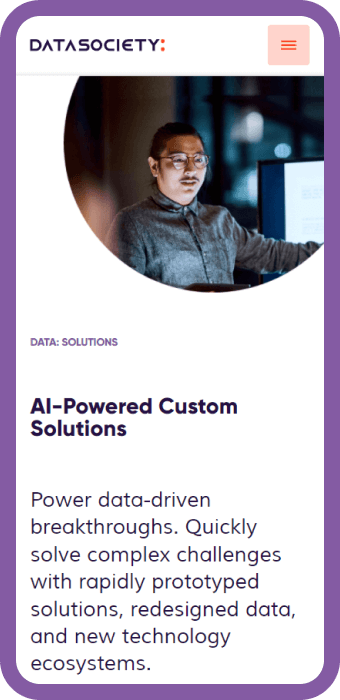 DATASOCIETY:
DATA: SOLUTIONS
AI-Powered Custom
Solutions
Power data-driven
breakthroughs. Quickly
solve complex challenges
with rapidly prototyped
solutions, redesigned data,
and new technology
ecosystems.